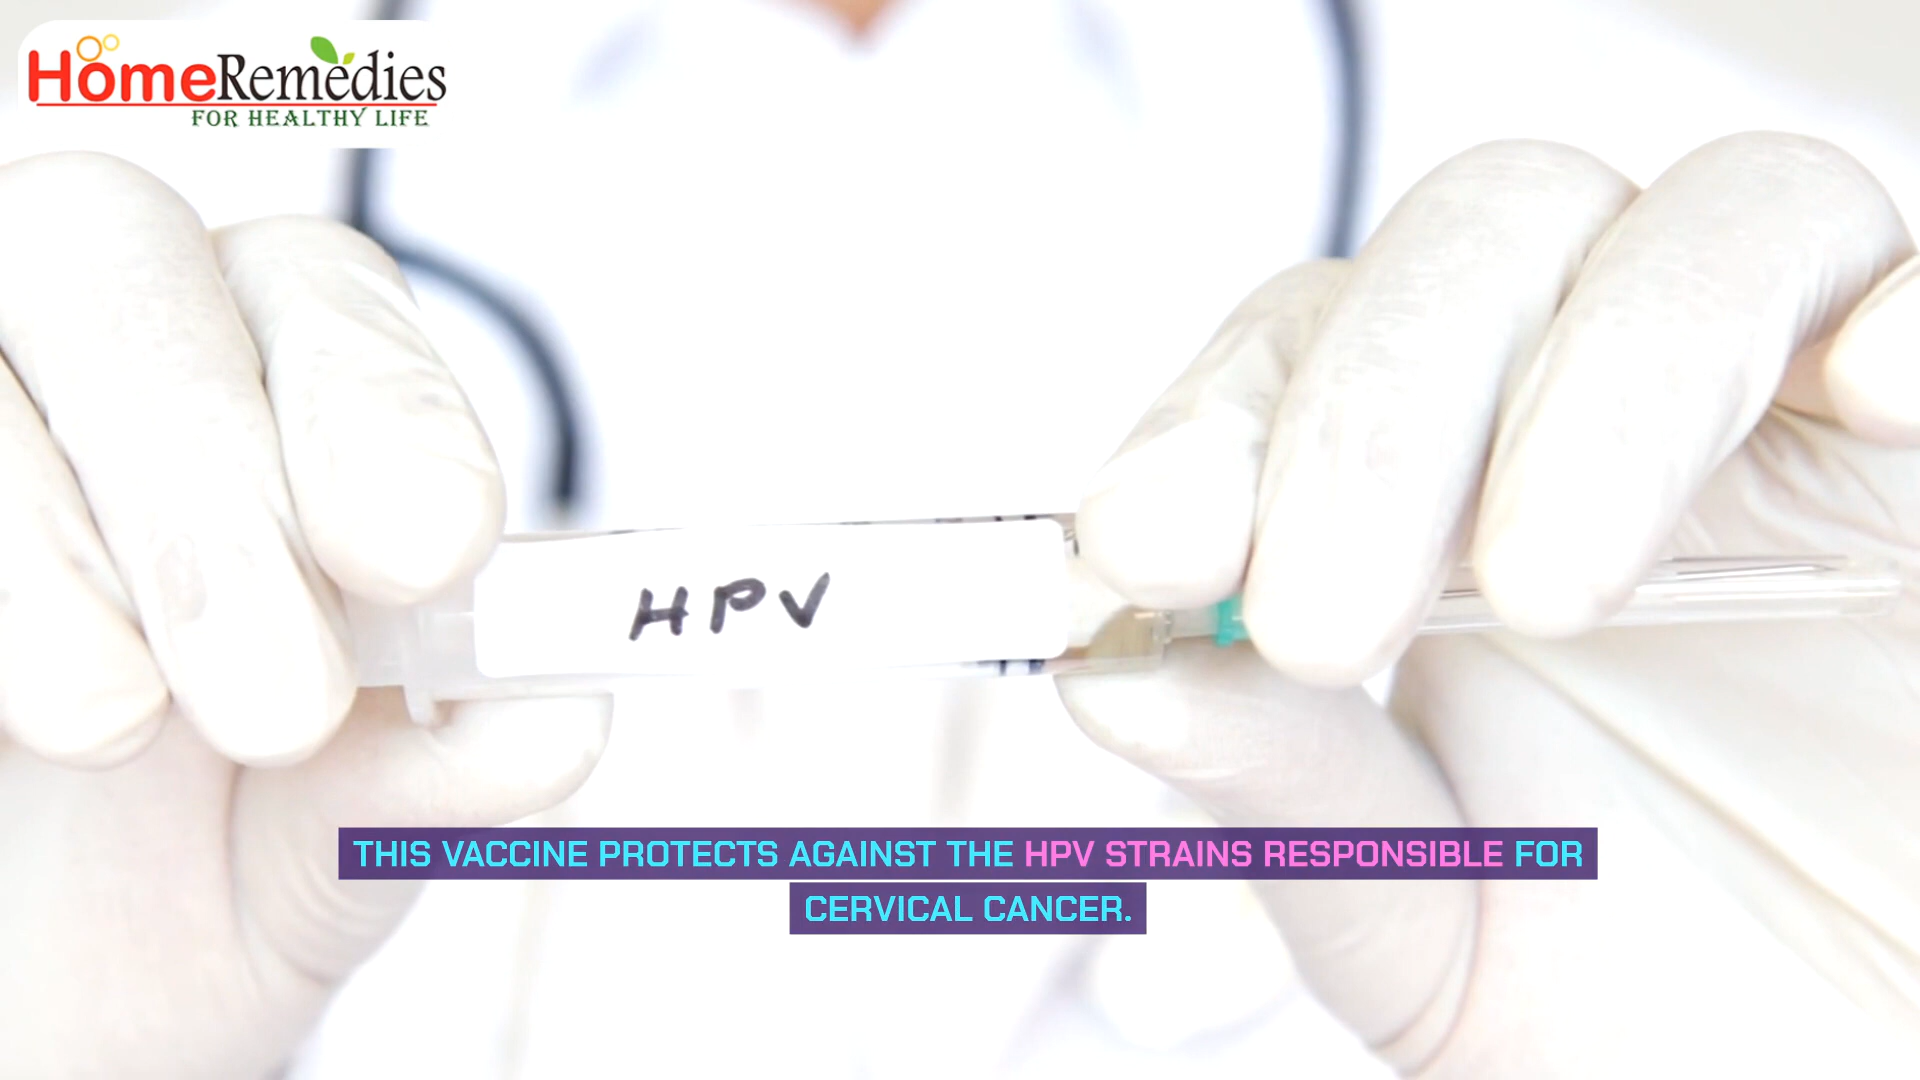 HomeRemedies
FOR HEALTHY LIFE
HPV
THIS VACCINE PROTECTS AGAINST THE HPV STRAINS RESPONSIBLE FOR
CERVICAL CANCER.